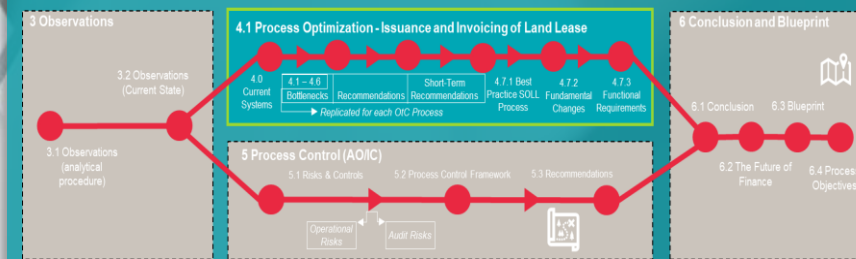 3 Observations
3.2 Observations
(Current State)
3.1 Observations
(analytical
procedure)
4.1 Process Optimization - Issuance and Invoicing of Land Lease
4.0
Current
Systems
4.1 – 4.6
Bottlenecks
Recommendations
Short-Term
Recommendations
Replicated for each OtC Process
4.7.1 Best
Practice SOLL
Process
4.7.2
Fundamental
Changes
4.7.3
Functional
Requirements
5 Process Control (AO/IC)
5.1 Risks & Controls
5.2 Process Control Framework
5.3 Recommendations
Operational
Risks
Audit Risks
6 Conclusion and Blueprint
6.1 Conclusion
6.3 Blueprint
6.2 The Future of
Finance
6.4 Process
Objectives